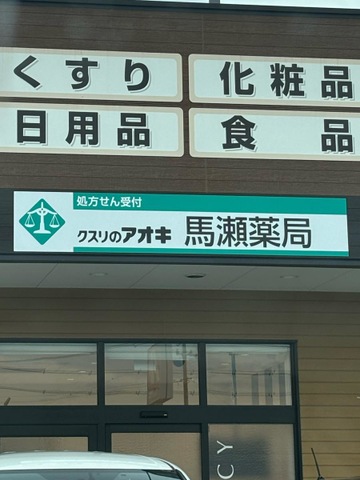 くすり
化粧品
日用品
食品
処方せん受付
クスリのアオキ 馬瀬薬局
CY